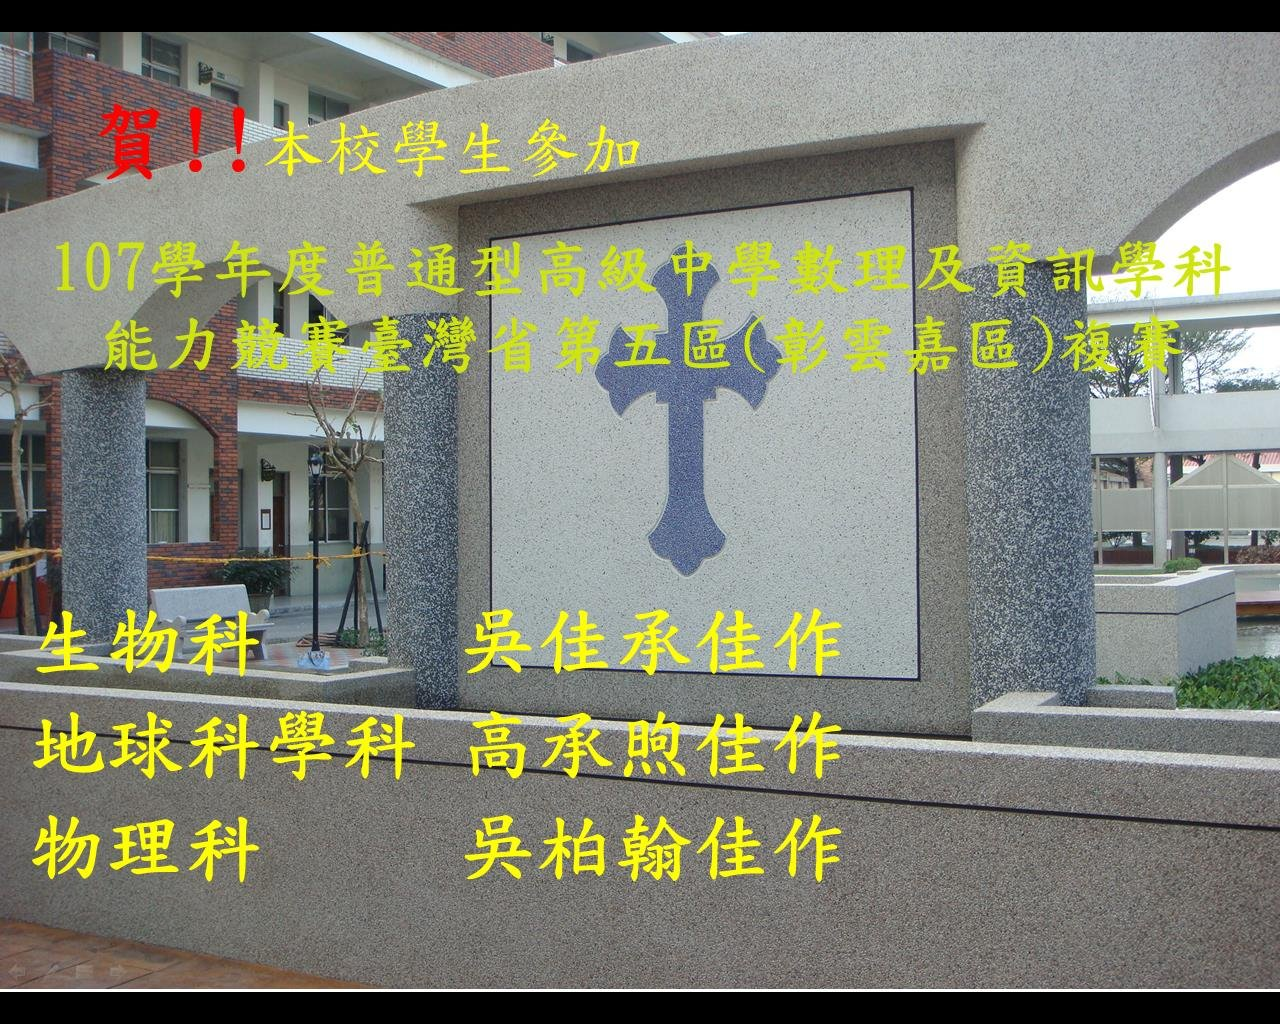 賀!!本校學生參加
107學年度普通型高級中學數理及資訊學科
能力競賽臺灣省第五區(彰雲嘉區)複賽
生物科 吳佳承佳作
地球科學科 高承煦佳作
物理科 吳柏翰佳作